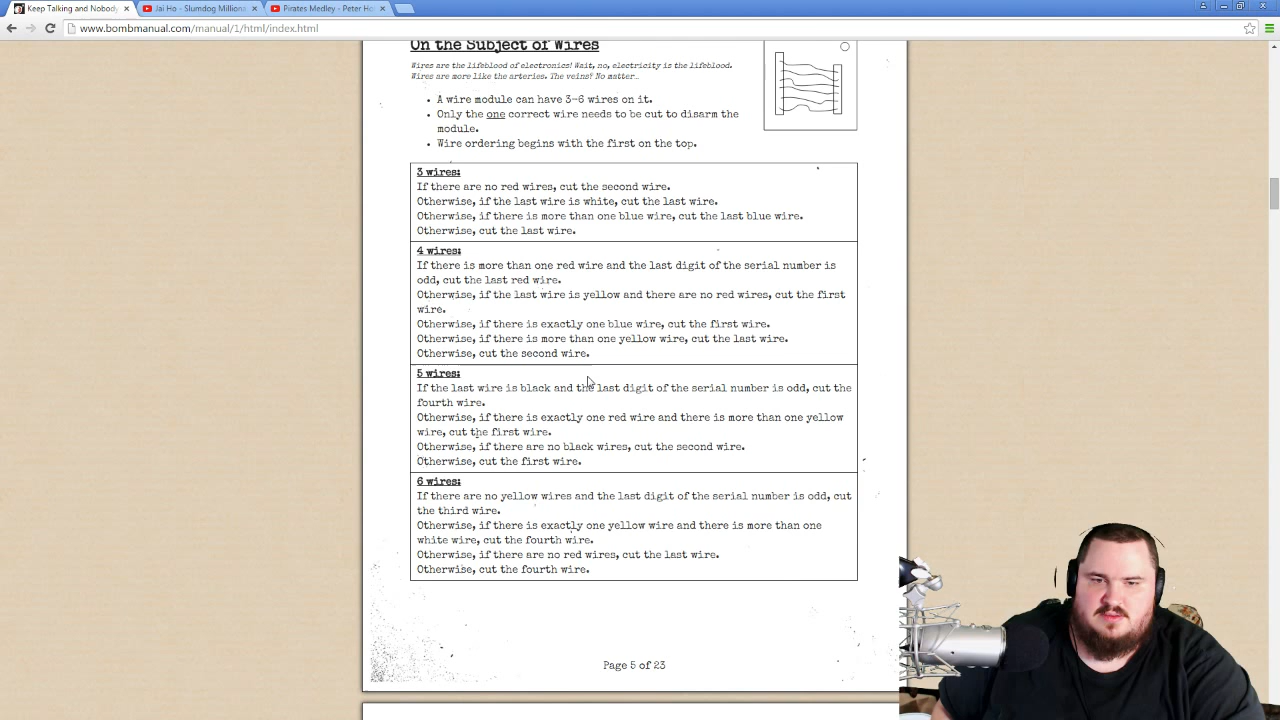 Keep Talking and Nobody
Jai Ho - Slumdog Million
Pirates Medley - Peter Ho
www.bombmanual.com/manual/1/html/index.html
On the Subject of Wires
Wires are the lifeblood of electronics! Wait, no, electricity is the lifeblood.
Wires are more like the arteries. The veins? No matter...
• A wire module can have 3-6 wires on it.
• Only the one correct wire needs to be cut to disarm the
module.
• Wire ordering begins with the first on the top.
3 wires:
If there are no red wires, cut the second wire.
Otherwise, if the last wire is white, cut the last wire.
Otherwise, if there is more than one blue wire, cut the last blue wire.
Otherwise, cut the last wire.
4 wires:
If there is more than one red wire and the last digit of the serial number is
odd, cut the last red wire.
Otherwise, if the last wire is yellow and there are no red wires, cut the first
wire.
Otherwise, if there is exactly one blue wire, cut the first wire.
Otherwise, if there is more than one yellow wire, cut the last wire.
Otherwise, cut the second wire.
5 wires:
If the last wire is black and the last digit of the serial number is odd, cut the
fourth wire.
Otherwise, if there is exactly one red wire and there is more than one yellow
wire, cut the first wire.
Otherwise, if there are no black wires, cut the second wire.
Otherwise, cut the first wire.
6 wires:
If there are no yellow wires and the last digit of the serial number is odd, cut
the third wire.
Otherwise, if there is exactly one yellow wire and there is more than one
white wire, cut the fourth wire.
Otherwise, if there are no red wires, cut the last wire.
Otherwise, cut the fourth wire.
Page 5 of 23